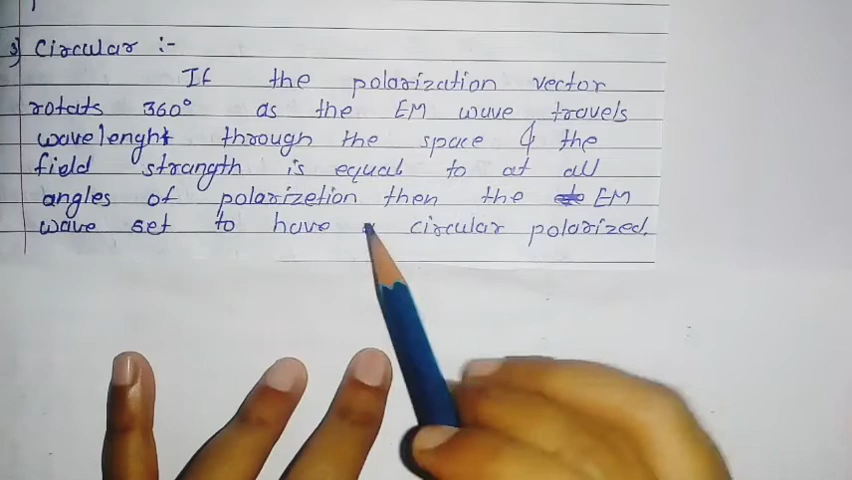 3) Circular :-
If the polarization vector
rotats 360° as the EM wave travels
wavelenght through the space & the
field strangth is equal to at all
angles of polarizetion then the EM
wave set to have circular polarized.